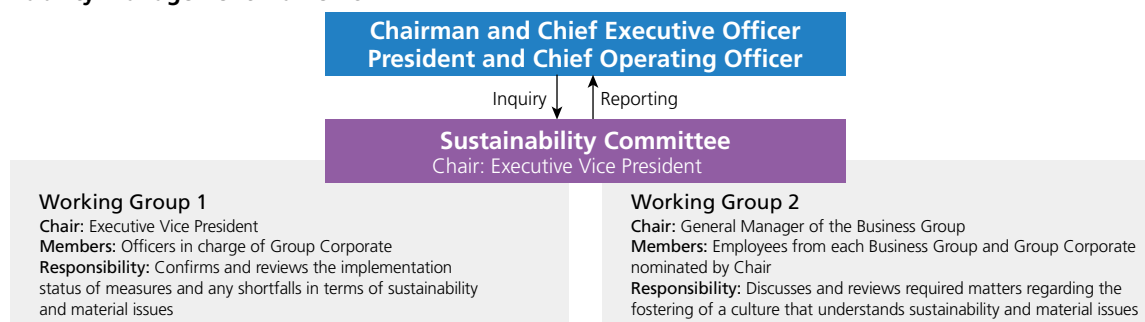 Chairman and Chief Executive Officer
President and Chief Operating Officer
Inquiry
Reporting
Sustainability Committee
Chair: Executive Vice President
Working Group 1
Chair: Executive Vice President
Members: Officers in charge of Group Corporate
Responsibility: Confirms and reviews the implementation
status of measures and any shortfalls in terms of sustainability
and material issues
Working Group 2
Chair: General Manager of the Business Group
Members: Employees from each Business Group and Group Corporate
nominated by Chair
Responsibility: Discusses and reviews required matters regarding the
fostering of a culture that understands sustainability and material issues